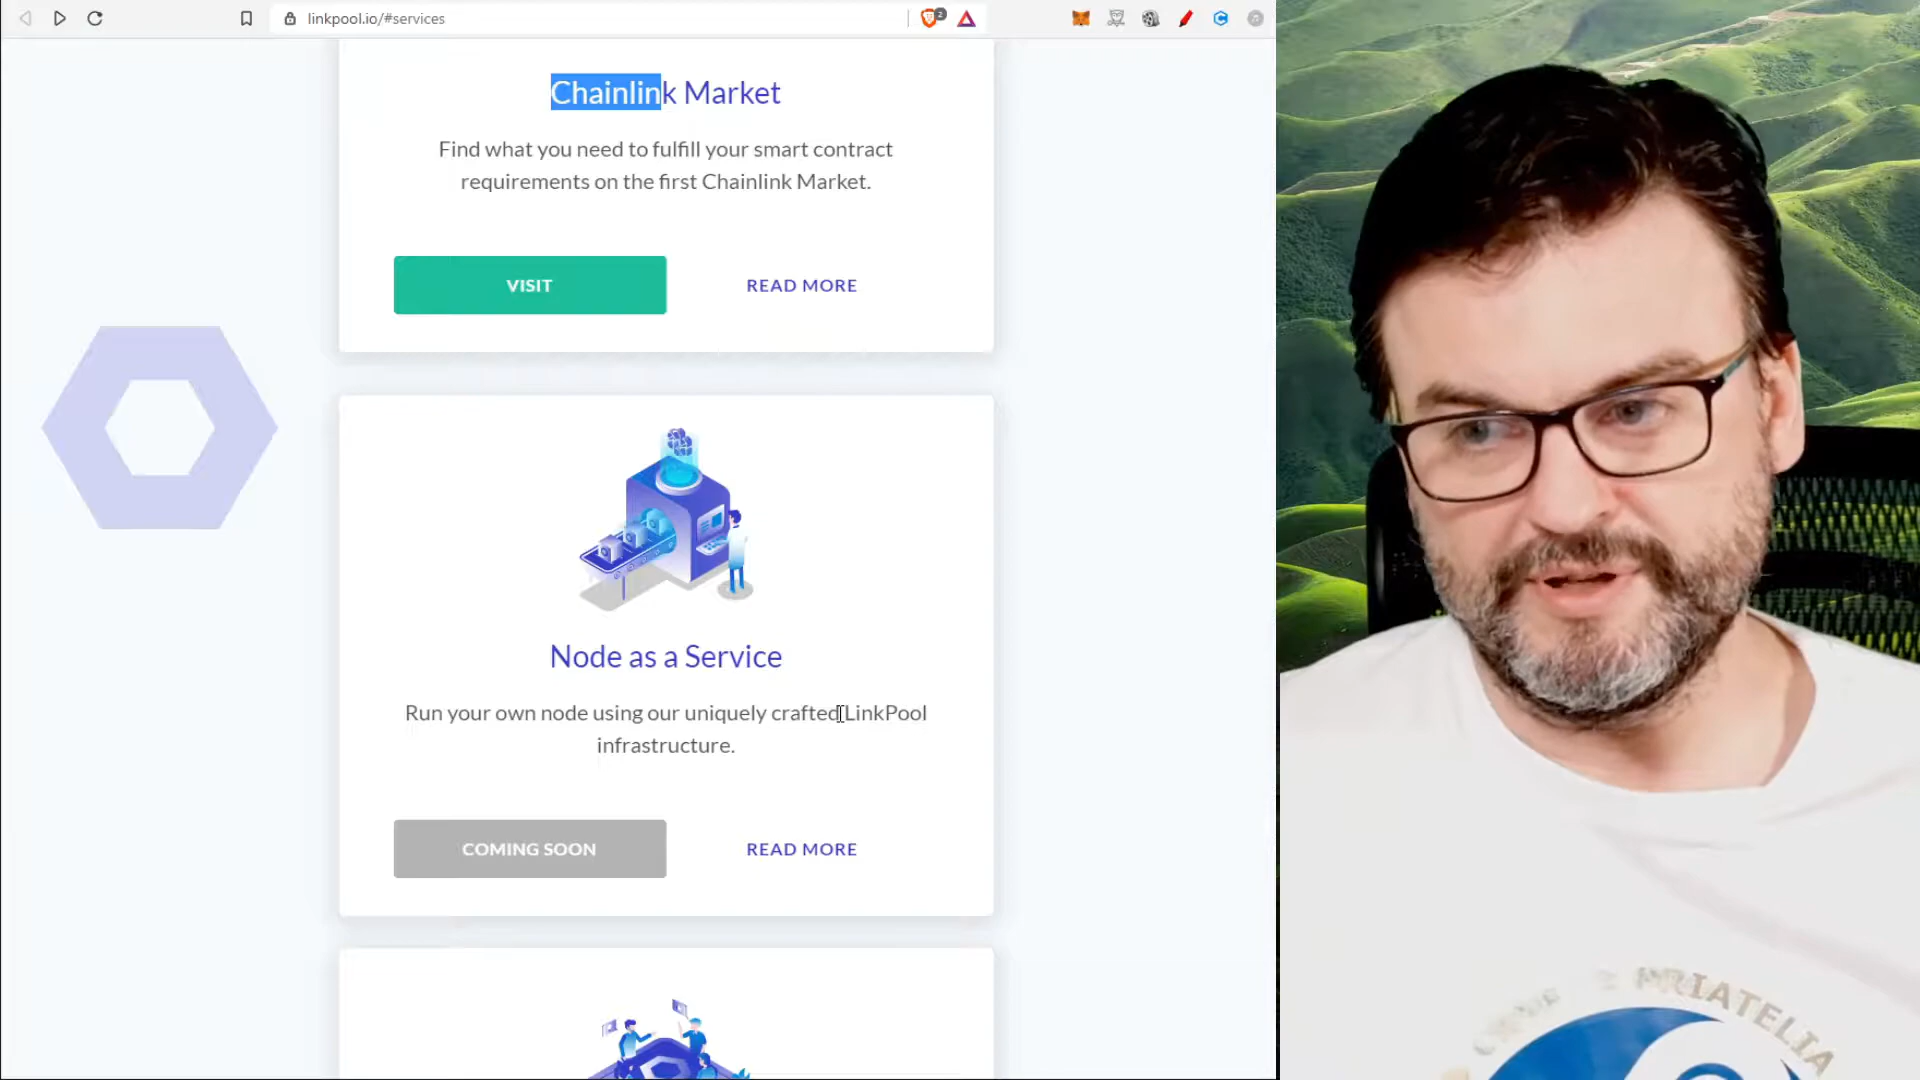 linkpool.io/#services
2
Chainlink Market
Find what you need to fulfill your smart contract
requirements on the first Chainlink Market.
VISIT
READ MORE
Node as a Service
Run your own node using our uniquely crafted LinkPool
infrastructure.
COMING SOON
READ MORE
PRIATELIA